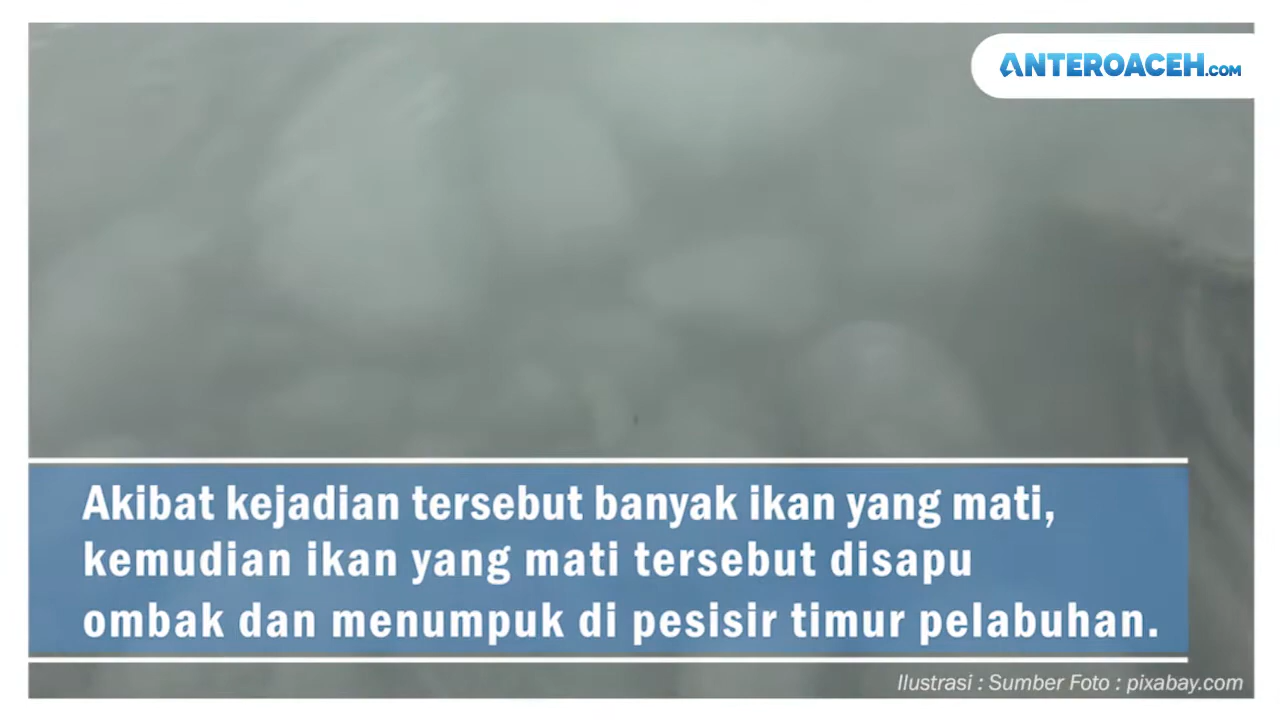 ANTEROACEH.COM
Akibat kejadian tersebut banyak ikan yang mati,
kemudian ikan yang mati tersebut disapu
ombak dan menumpuk di pesisir timur pelabuhan.
Ilustrasi : Sumber Foto : pixabay.com